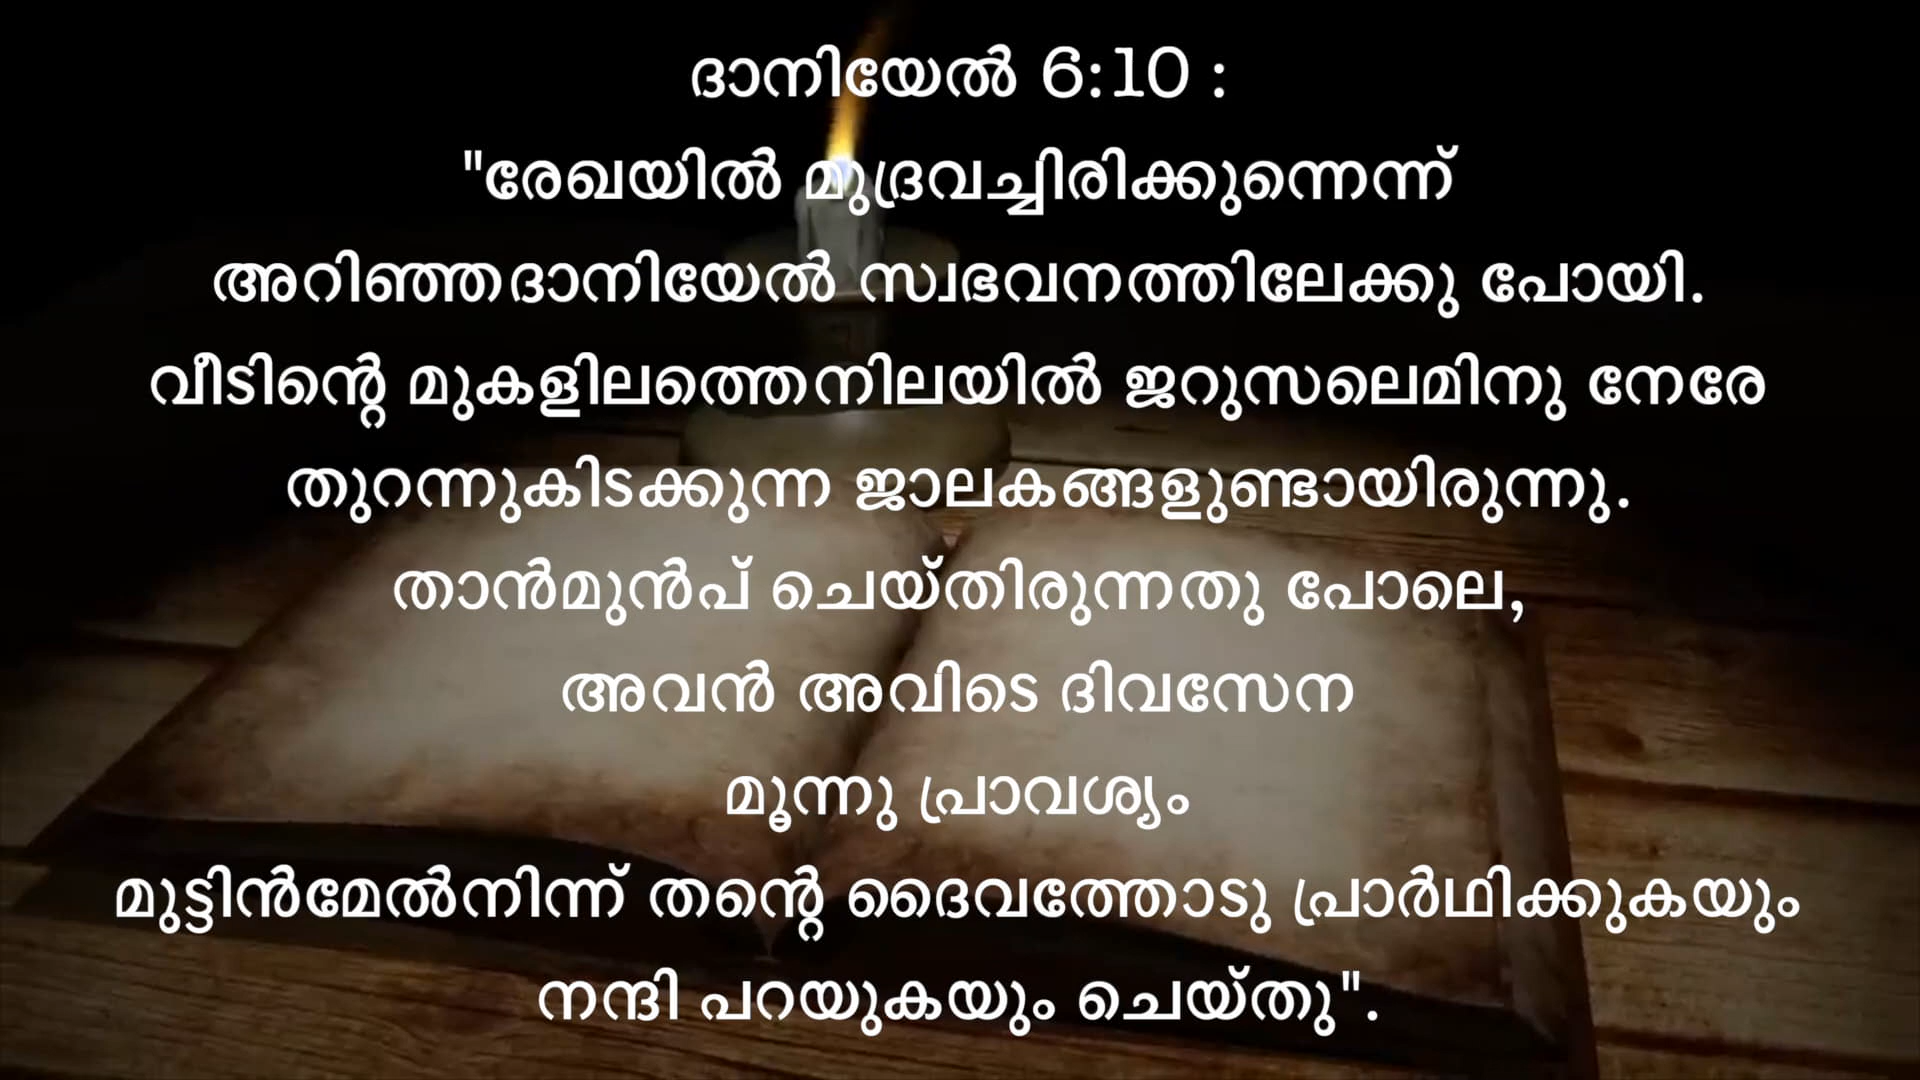 ദാനിയേൽ 6:10 :
"രേഖയിൽ മുദ്രവച്ചിരിക്കുന്നെന്ന്
അറിഞ്ഞദാനിയേൽ സ്വഭവനത്തിലേക്കു പോയി.
വീടിന്റെ മുകളിലത്തെനിലയിൽ ജറുസലെമിനു നേരേ
തുറന്നുകിടക്കുന്ന ജാലകങ്ങളുണ്ടായിരുന്നു.
താൻമുൻപ് ചെയ്തിരുന്നതു പോലെ,
അവൻ അവിടെ ദിവസേന
മൂന്നു പ്രാവശ്യം
മുട്ടിൻമേൽനിന്ന് തന്റെ ദൈവത്തോടു പ്രാർഥിക്കുകയും
നന്ദി പറയുകയും ചെയ്തു".